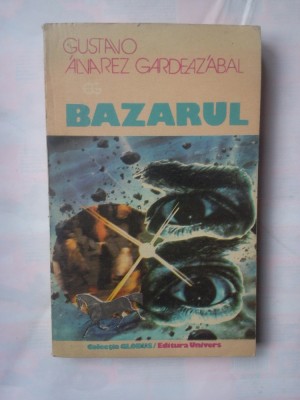 GUSTAVO
ÁLVAREZ GARDEAZÁBAL
BAZARUL
Colecția GLOBUS / Editura Univers